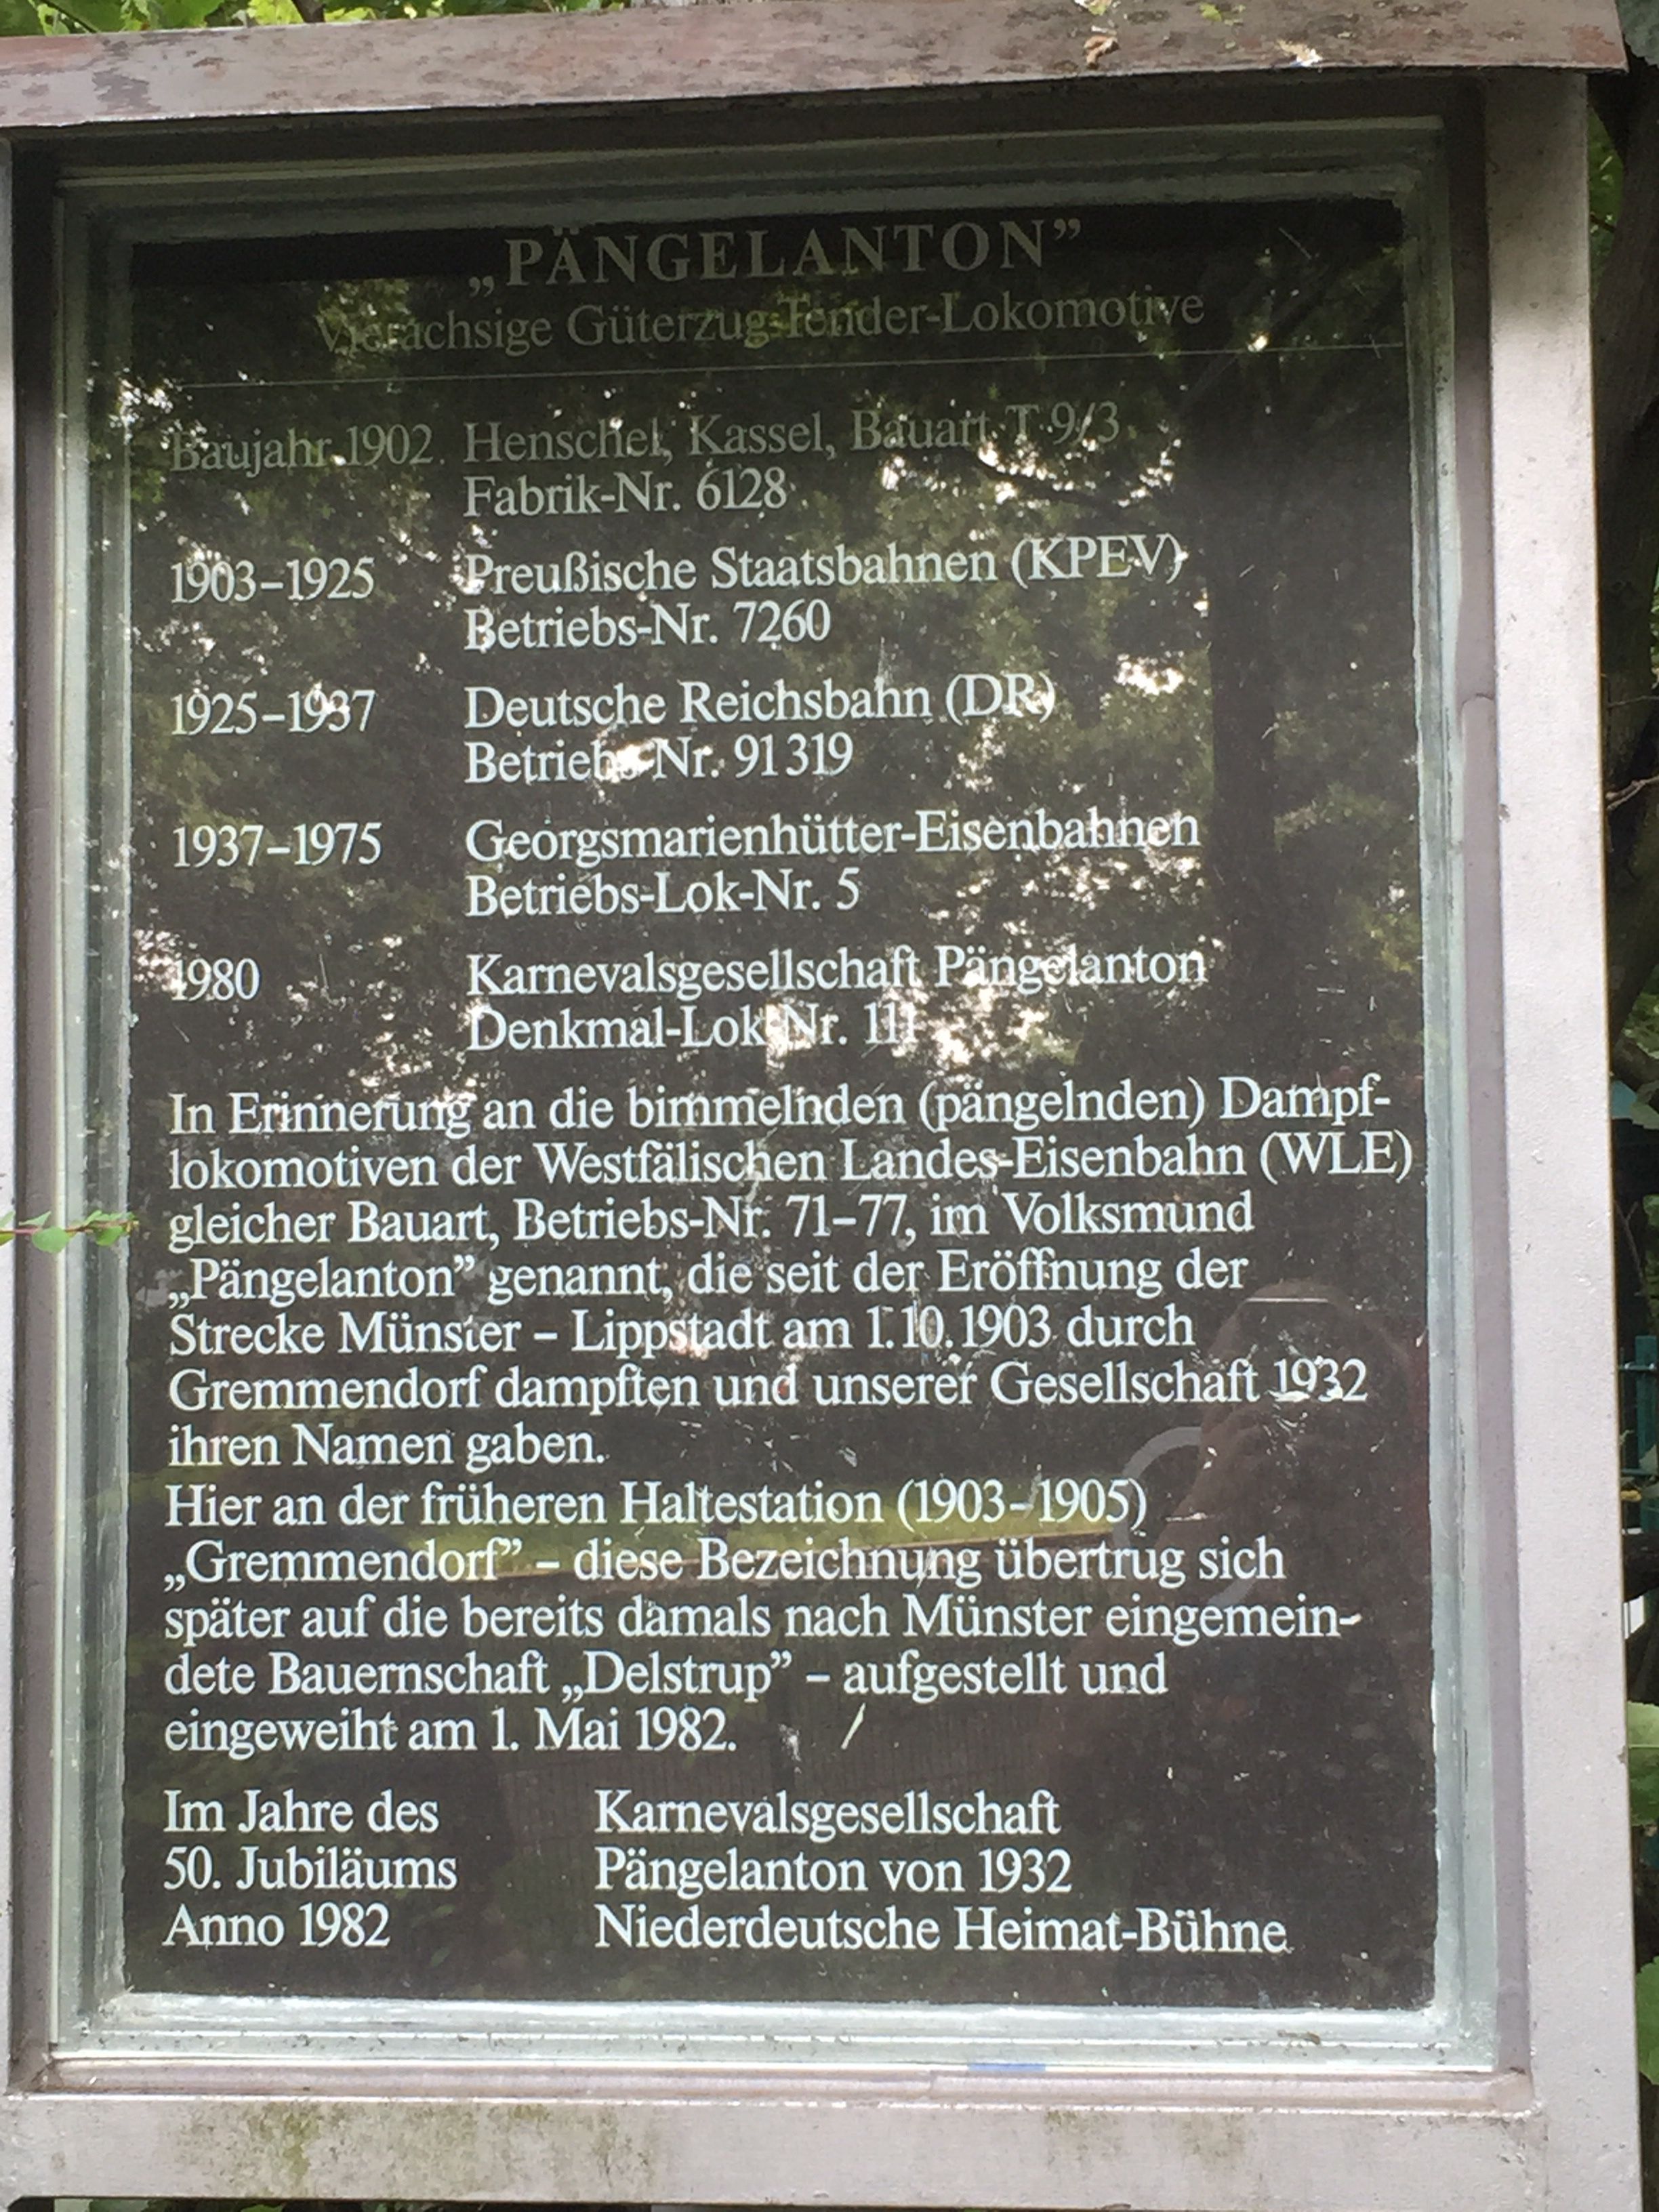 „PÄNGELANTON”
Vierachsige Güterzug-Tender-Lokomotive
Baujahr 1902 Henschel, Kassel, Bauart T 9/3
Fabrik-Nr. 6128
1903–1925 Preußische Staatsbahnen (KPEV)
Betriebs-Nr. 7260
1925–1937 Deutsche Reichsbahn (DR)
Betriebs-Nr. 91 319
1937–1975 Georgsmarienhütter-Eisenbahnen
Betriebs-Lok-Nr. 5
1980 Karnevalsgesellschaft Pängelanton
Denkmal-Lok-Nr. 111
In Erinnerung an die bimmelnden (pängelnden) Dampf-
lokomotiven der Westfälischen Landes-Eisenbahn (WLE)
gleicher Bauart, Betriebs-Nr. 71–77, im Volksmund
„Pängelanton” genannt, die seit der Eröffnung der
Strecke Münster – Lippstadt am 1.10.1903 durch
Gremmendorf dampften und unserer Gesellschaft 1932
ihren Namen gaben.
Hier an der früheren Haltestation (1903–1905)
„Gremmendorf” – diese Bezeichnung übertrug sich
später auf die bereits damals nach Münster eingemein-
dete Bauernschaft „Delstrup” – aufgestellt und
eingeweiht am 1. Mai 1982.
Im Jahre des Karnevalsgesellschaft
50. Jubiläums Pängelanton von 1932
Anno 1982 Niederdeutsche Heimat-Bühne